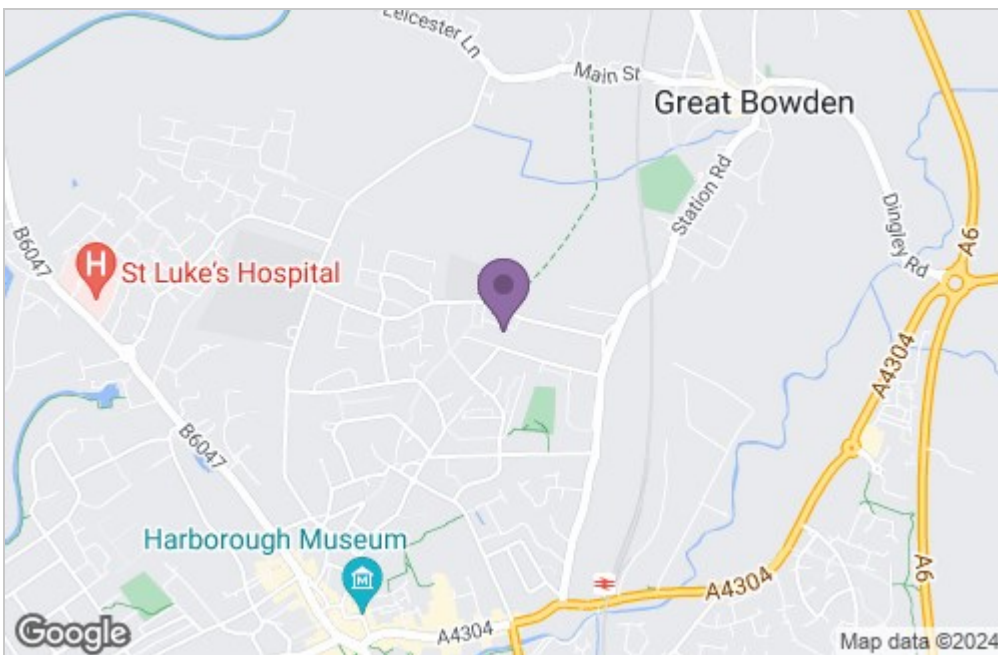 Leicester Ln
Main St
Great Bowden
Station Rd
Dingley Rd
A6
B6047
H
St Luke's Hospital
A4304
B6047
Harborough Museum
M
A4304
A6
A4304
Google
Map data ©2024